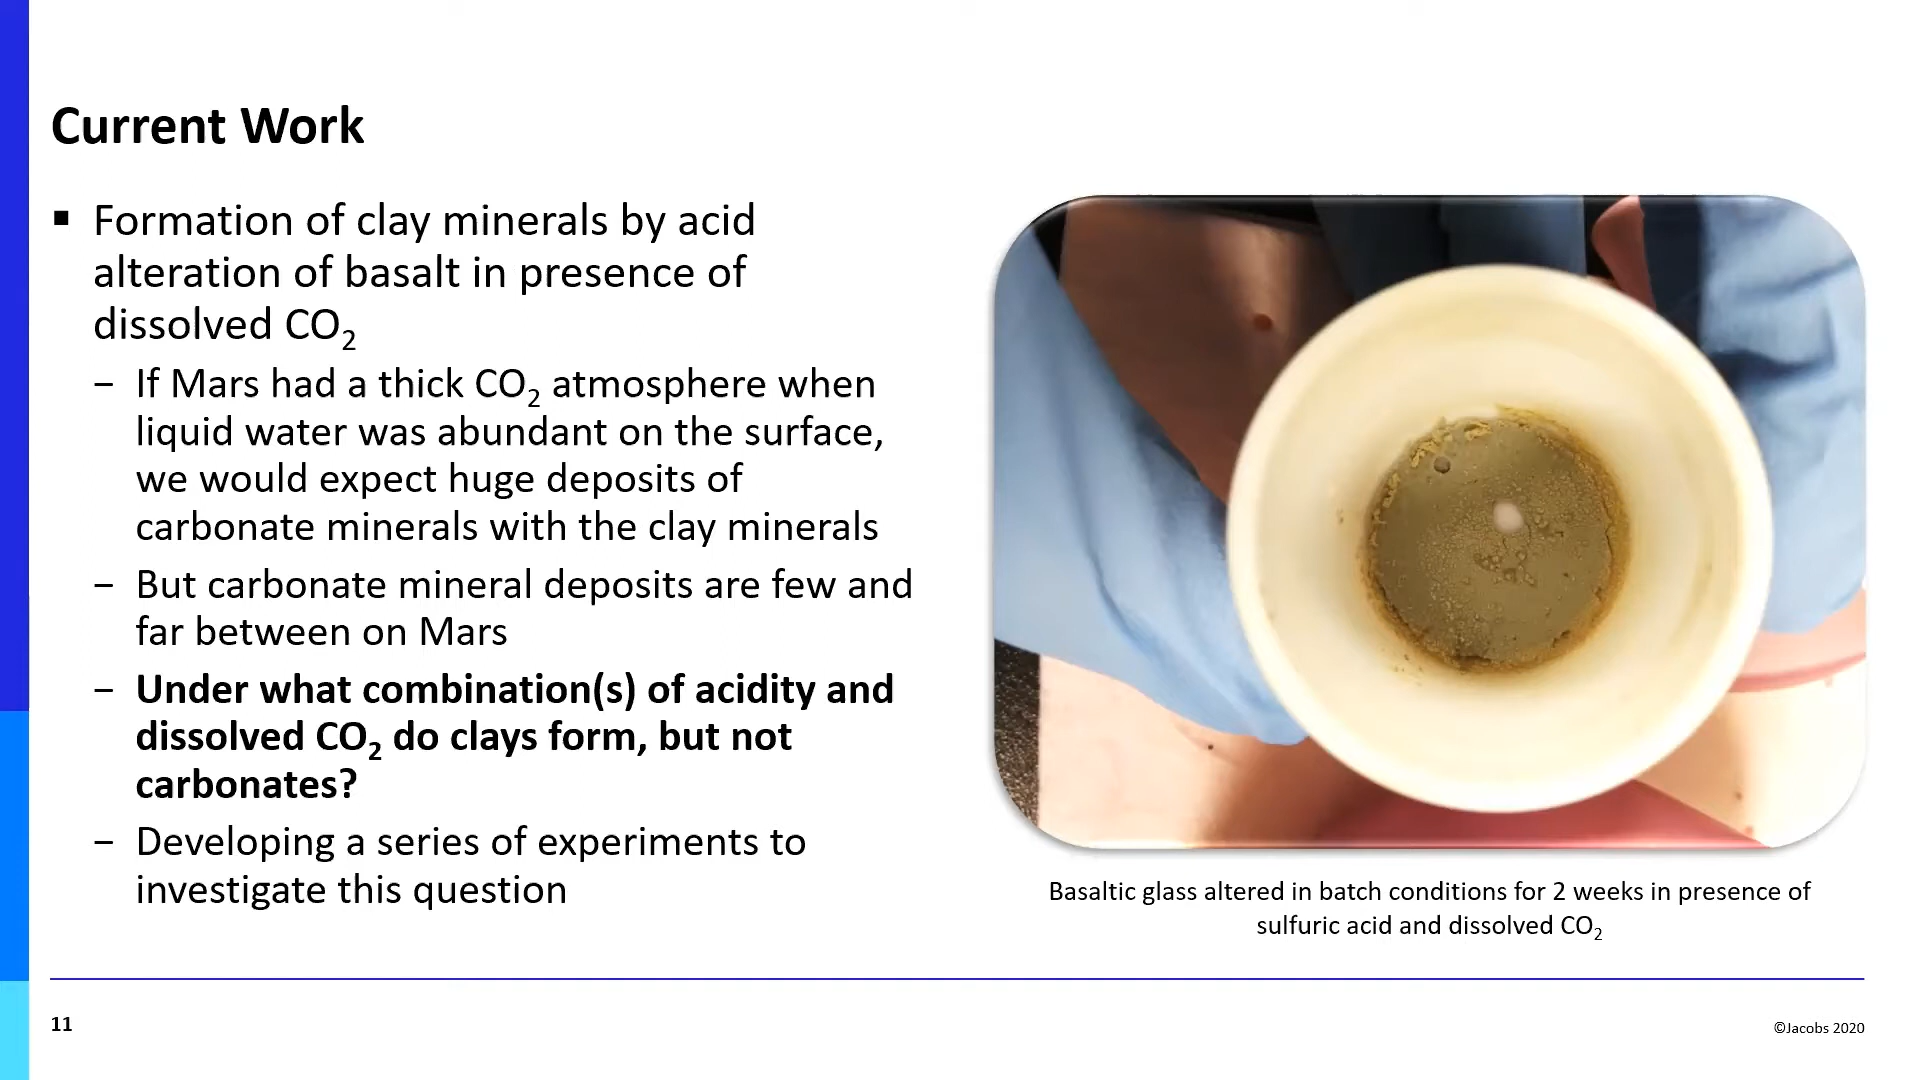 Current Work
▪ Formation of clay minerals by acid
alteration of basalt in presence of
dissolved CO₂
− If Mars had a thick CO₂ atmosphere when
liquid water was abundant on the surface,
we would expect huge deposits of
carbonate minerals with the clay minerals
− But carbonate mineral deposits are few and
far between on Mars
− Under what combination(s) of acidity and
dissolved CO₂ do clays form, but not
carbonates?
− Developing a series of experiments to
investigate this question
Basaltic glass altered in batch conditions for 2 weeks in presence of
sulfuric acid and dissolved CO₂
11
©Jacobs 2020